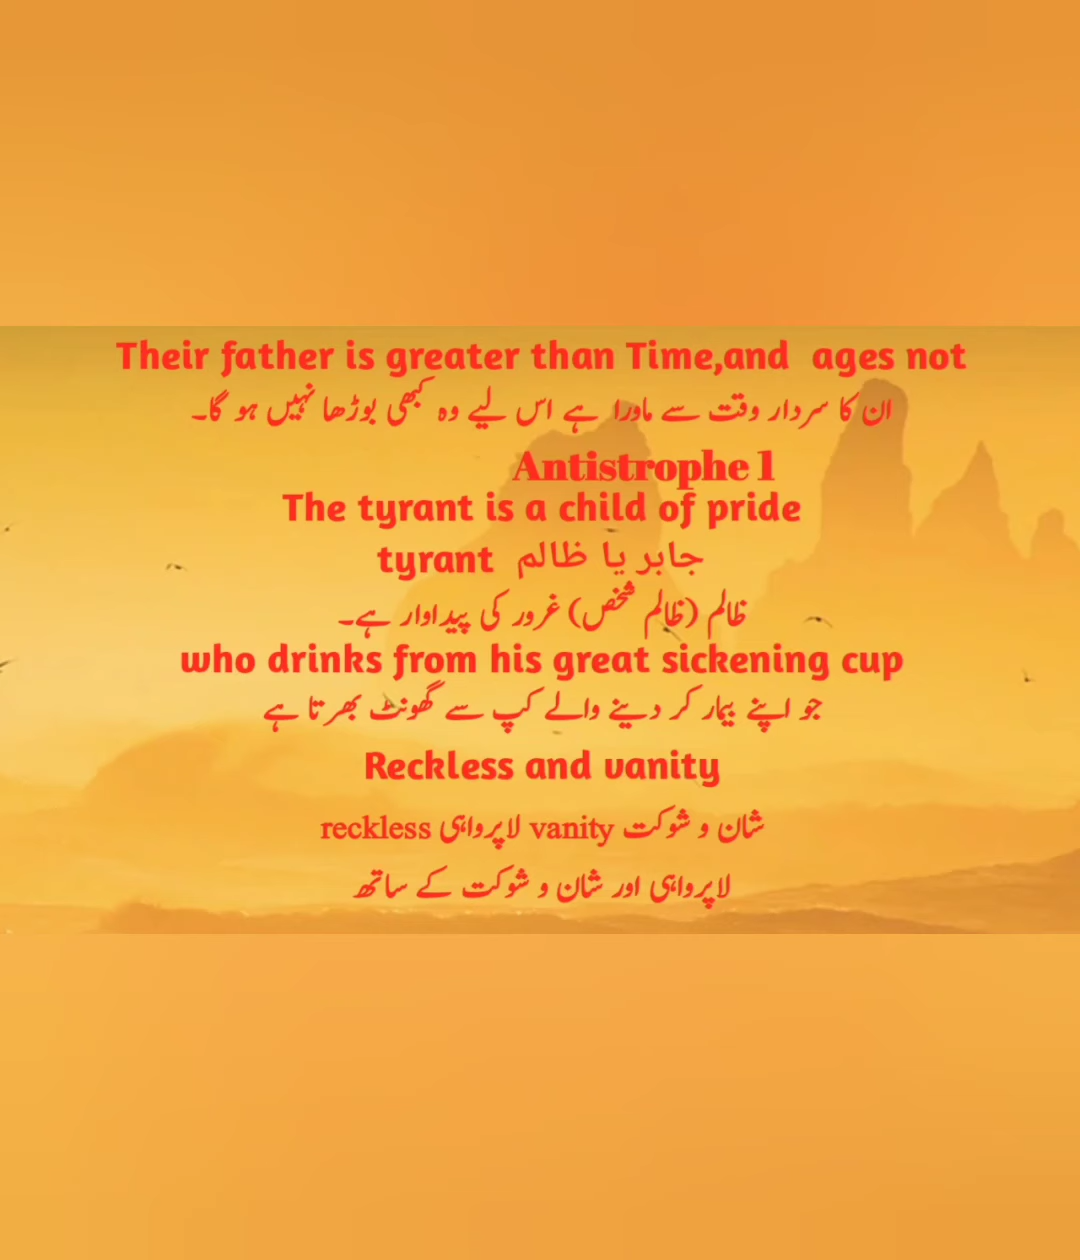 Their father is greater than Time,and ages not
ان کا سردار وقت سے ماورا ہے اس لیے وہ کبھی بوڑھا نہیں ہو گا۔
Antistrophe 1
The tyrant is a child of pride
tyrant جابر یا ظالم
ظالم (ظالم شخص) غرور کی پیداوار ہے۔
who drinks from his great sickening cup
جو اپنے بیمار کر دینے والے کپ سے گھونٹ بھرتا ہے
Reckless and vanity
شان و شوکت vanity لاپرواہی reckless
لاپرواہی اور شان و شوکت کے ساتھ